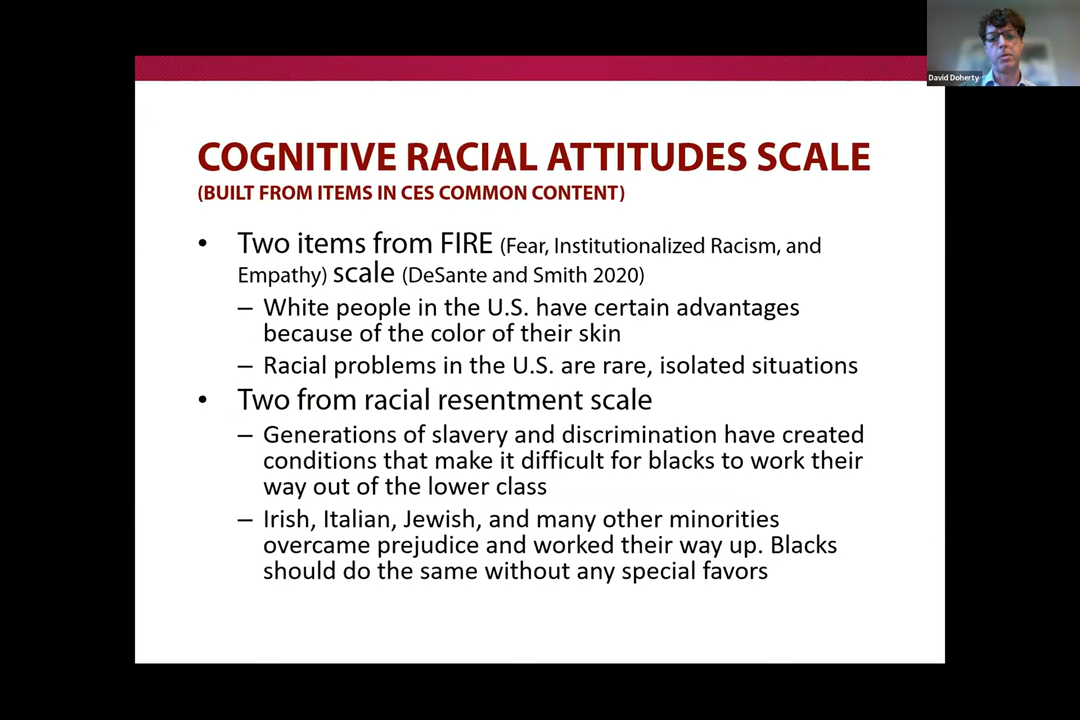 David Doherty
COGNITIVE RACIAL ATTITUDES SCALE
(BUILT FROM ITEMS IN CES COMMON CONTENT)
• Two items from FIRE (Fear, Institutionalized Racism, and
Empathy) scale (DeSante and Smith 2020)
– White people in the U.S. have certain advantages
because of the color of their skin
– Racial problems in the U.S. are rare, isolated situations
• Two from racial resentment scale
– Generations of slavery and discrimination have created
conditions that make it difficult for blacks to work their
way out of the lower class
– Irish, Italian, Jewish, and many other minorities
overcame prejudice and worked their way up. Blacks
should do the same without any special favors